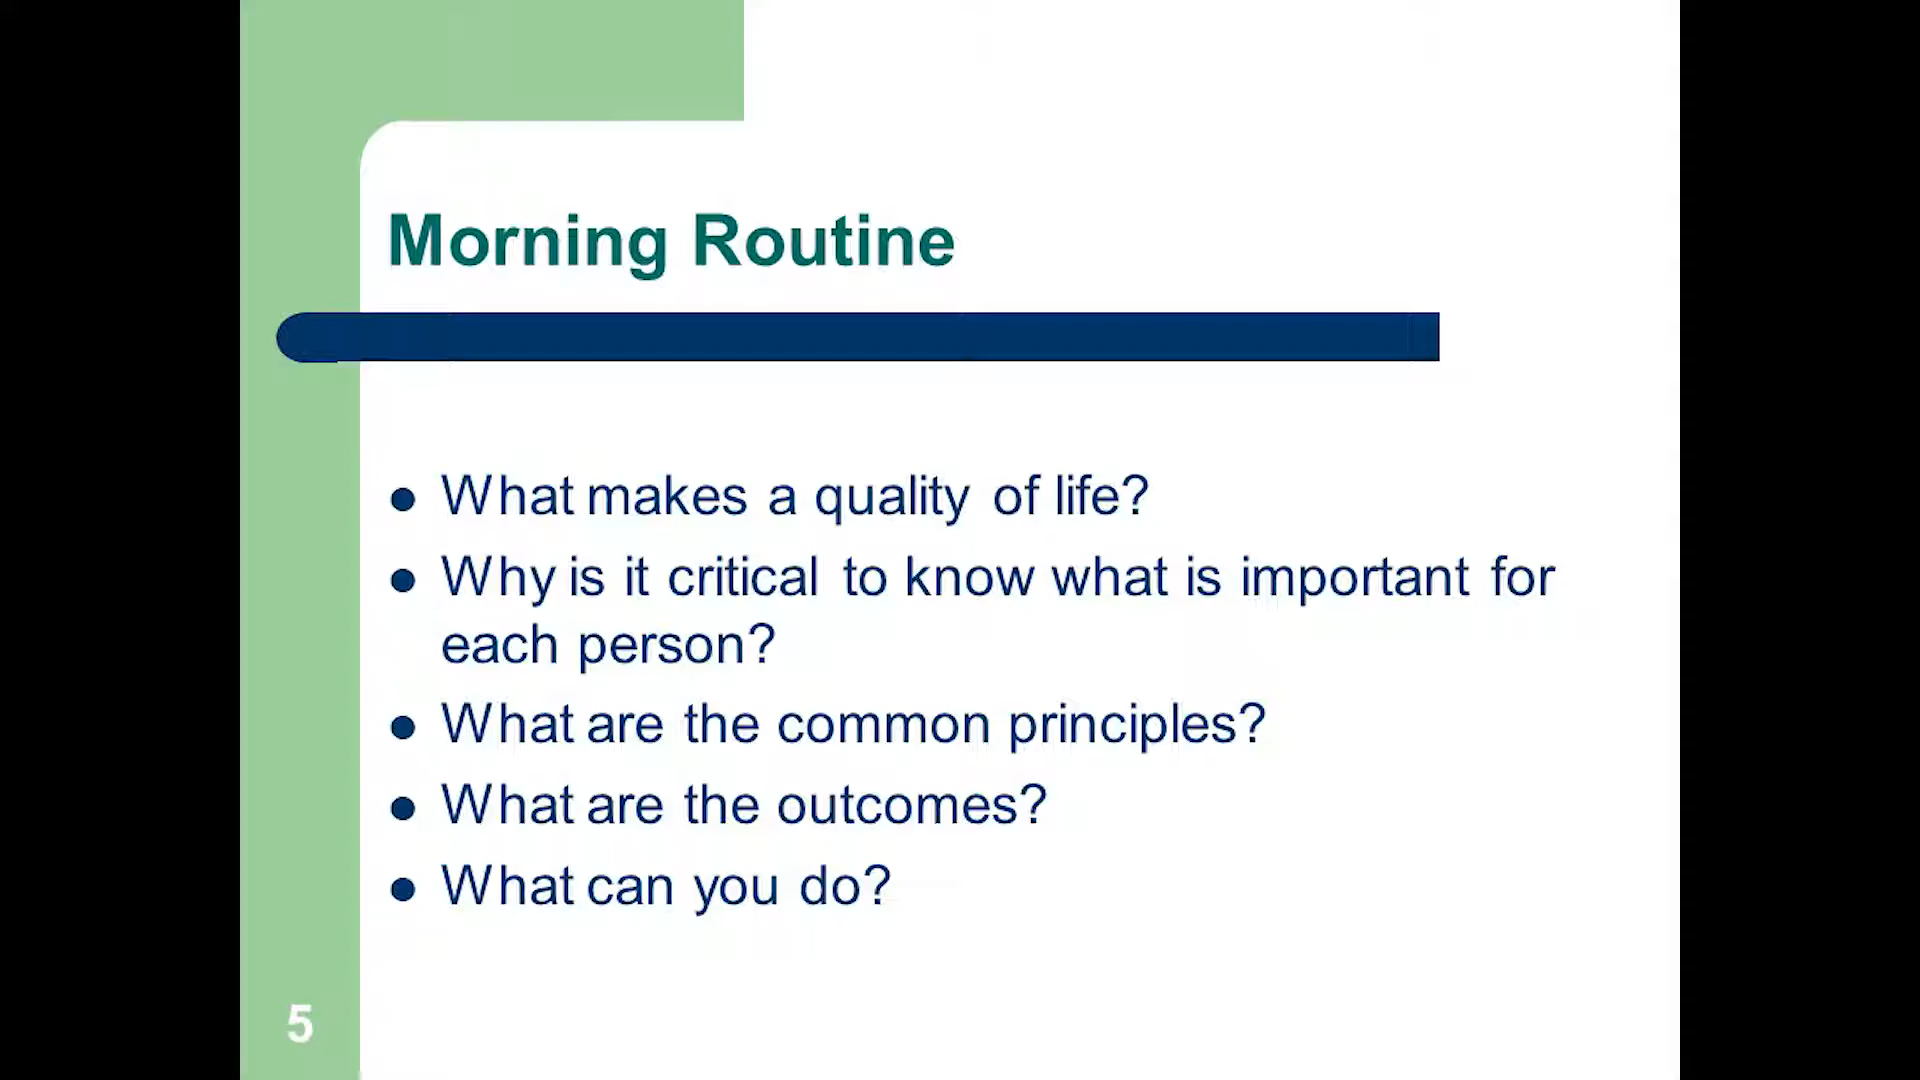 Morning Routine
What makes a quality of life?
Why is it critical to know what is important for
each person?
What are the common principles?
What are the outcomes?
What can you do?
5